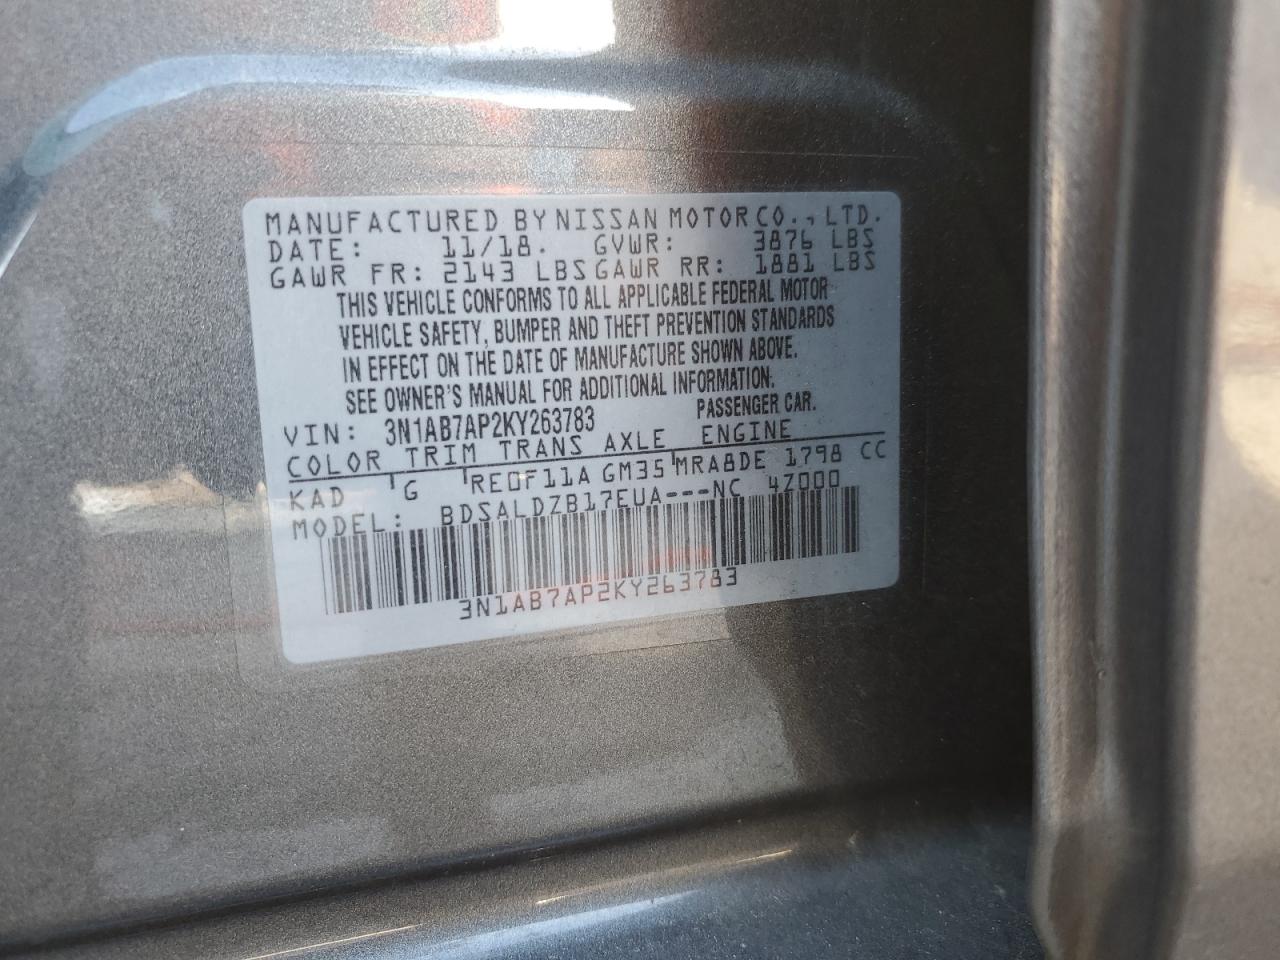 MANUFACTURED BY NISSAN MOTOR CO., LTD.
DATE: 11/18. GVWR: 3876 LBS
GAWR FR: 2143 LBS GAWR RR: 1881 LBS
THIS VEHICLE CONFORMS TO ALL APPLICABLE FEDERAL MOTOR
VEHICLE SAFETY, BUMPER AND THEFT PREVENTION STANDARDS
IN EFFECT ON THE DATE OF MANUFACTURE SHOWN ABOVE.
SEE OWNER'S MANUAL FOR ADDITIONAL INFORMATION.
VIN: 3N1AB7AP2KY263783 PASSENGER CAR.
COLOR TRIM TRANS AXLE ENGINE
KAD G RE0F11A GM35 MRA8DE 1798 CC
MODEL: BDSALDZB17EUA---NC 4Z000
3N1AB7AP2KY263783